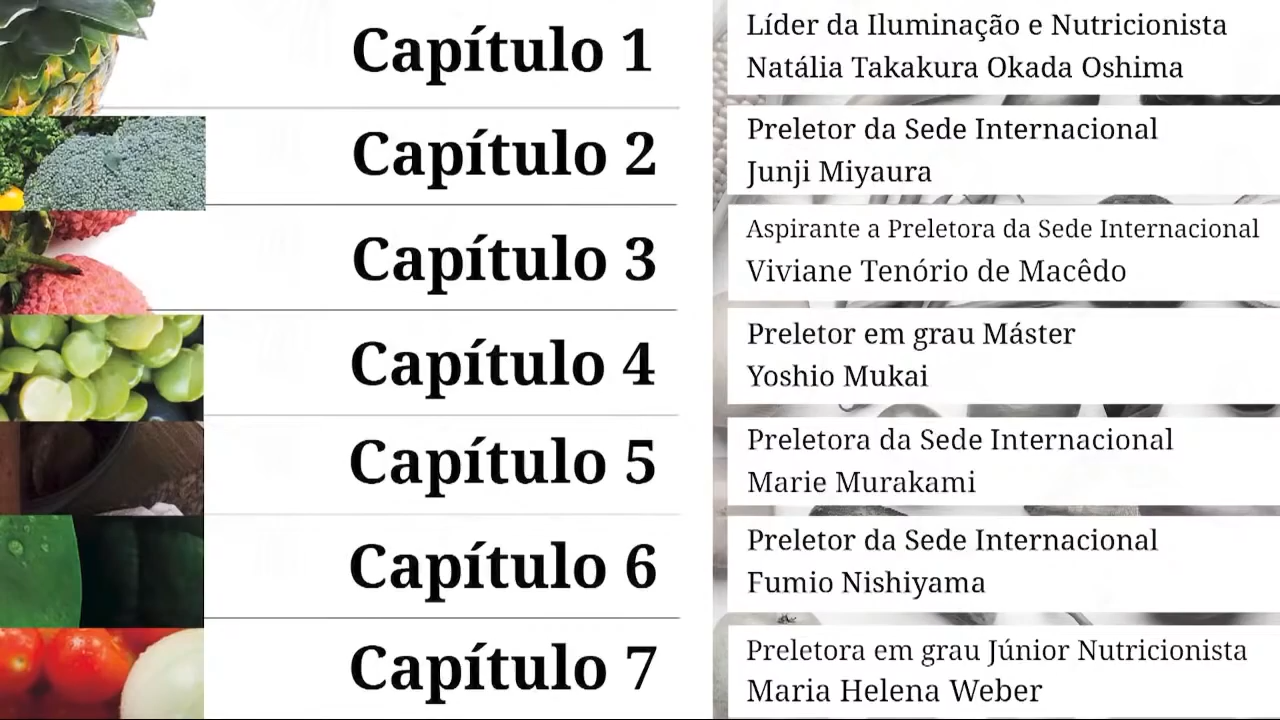 Capítulo 1
Líder da Iluminação e Nutricionista
Natália Takakura Okada Oshima
Capítulo 2
Preletor da Sede Internacional
Junji Miyaura
Capítulo 3
Aspirante a Preletora da Sede Internacional
Viviane Tenório de Macêdo
Capítulo 4
Preletor em grau Máster
Yoshio Mukai
Capítulo 5
Preletora da Sede Internacional
Marie Murakami
Capítulo 6
Preletor da Sede Internacional
Fumio Nishiyama
Capítulo 7
Preletora em grau Júnior Nutricionista
Maria Helena Weber